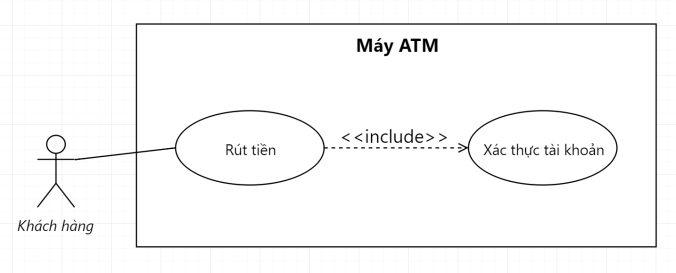 Máy ATM
Rút tiền
<<include>>
Xác thực tài khoản
Khách hàng